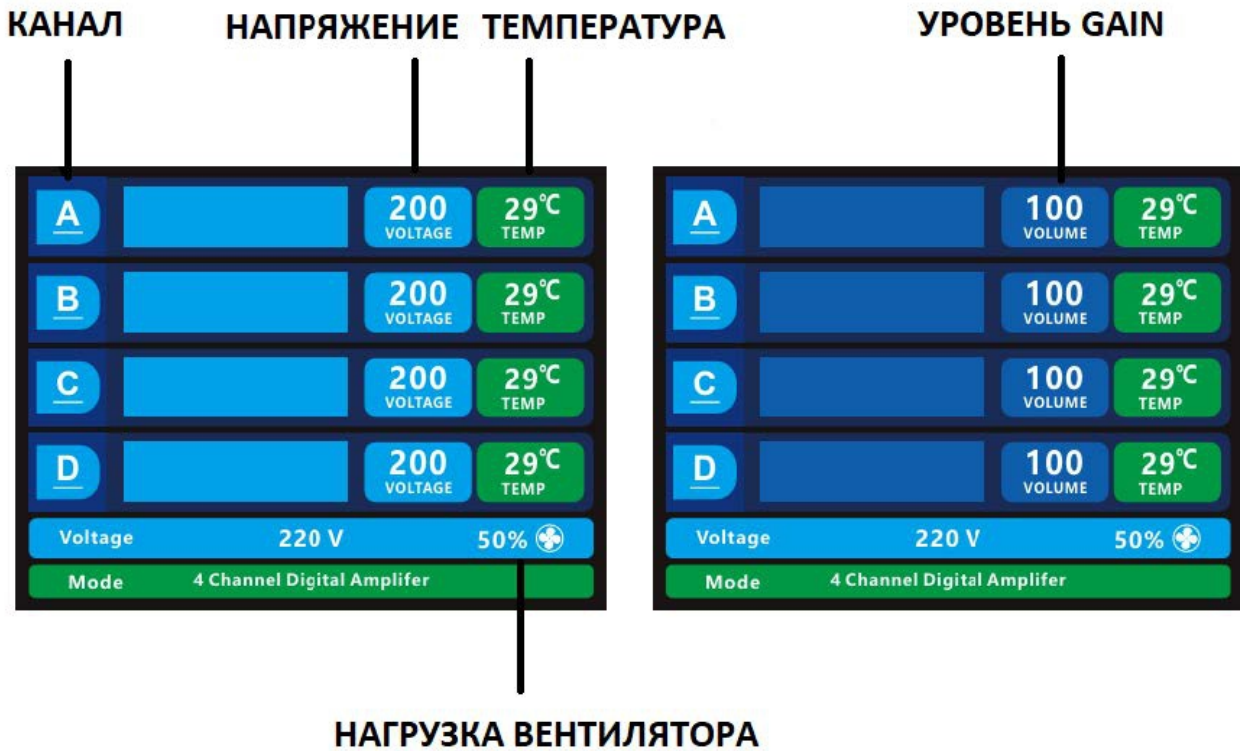 КАНАЛ НАПРЯЖЕНИЕ ТЕМПЕРАТУРА УРОВЕНЬ GAIN
A 200 VOLTAGE 29℃ TEMP
B 200 VOLTAGE 29℃ TEMP
C 200 VOLTAGE 29℃ TEMP
D 200 VOLTAGE 29℃ TEMP
Voltage 220 V 50%
Mode 4 Channel Digital Amplifer
A 100 VOLUME 29℃ TEMP
B 100 VOLUME 29℃ TEMP
C 100 VOLUME 29℃ TEMP
D 100 VOLUME 29℃ TEMP
Voltage 220 V 50%
Mode 4 Channel Digital Amplifer
НАГРУЗКА ВЕНТИЛЯТОРА